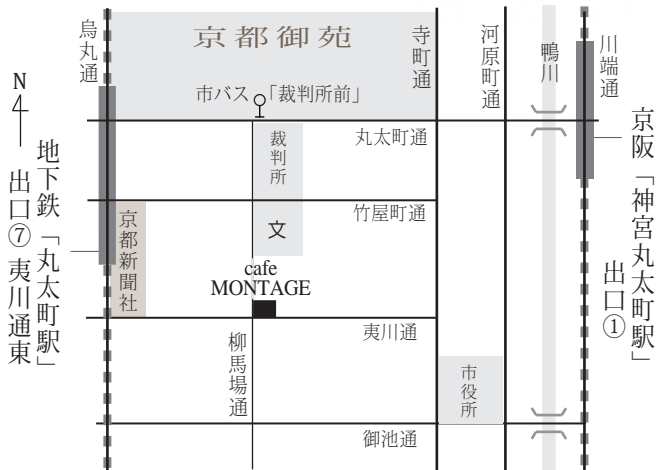 京都御苑
烏丸通
寺町通
河原町通
鴨川
川端通
市バス
「裁判所前」
N
丸太町通
裁判所
京阪「神宮丸太町駅」
出口①
地下鉄「丸太町駅」
出口⑦ 夷川通東
竹屋町通
京都新聞社
文
cafe
MONTAGE
夷川通
柳馬場通
市役所
御池通